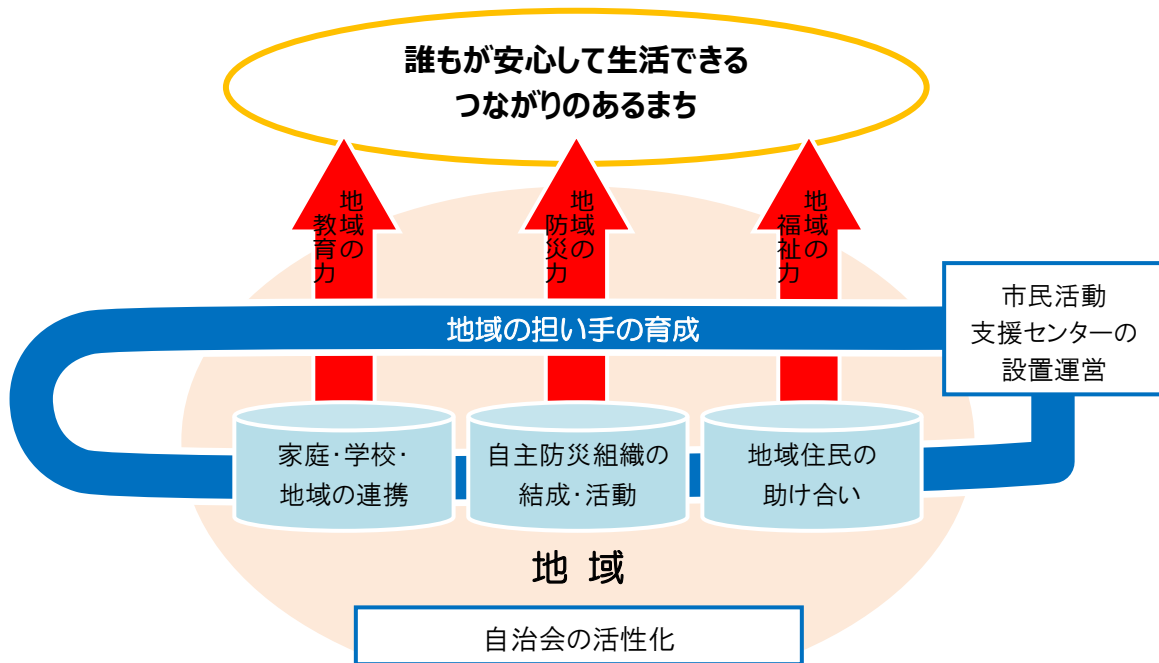 誰もが安心して生活できる
つながりのあるまち
地域の
教育力
地域の
防災力
地域の
福祉力
地域の担い手の育成
市民活動
支援センターの
設置運営
家庭・学校・
地域の連携
自主防災組織の
結成・活動
地域住民の
助け合い
地 域
自治会の活性化